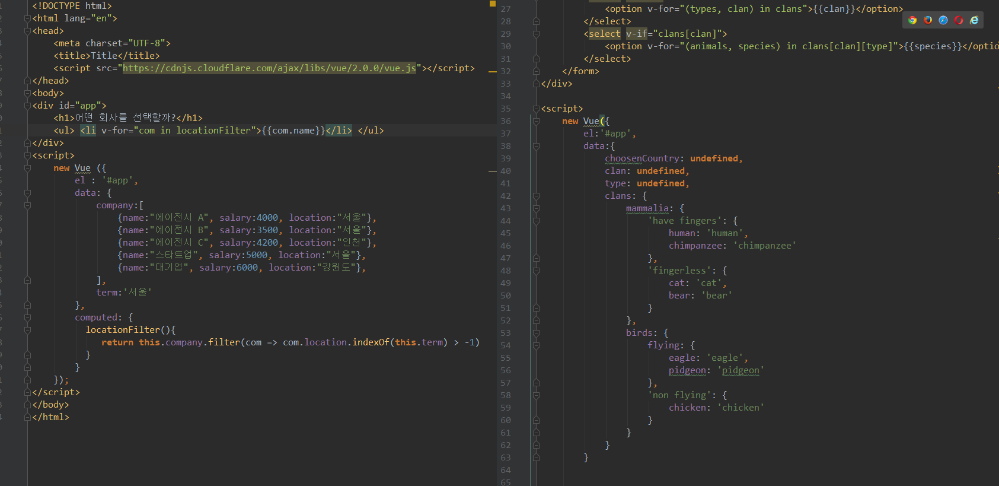 <!DOCTYPE html>
<html lang="en">
<head>
<meta charset="UTF-8">
<title>Title</title>
<script src="https://cdnjs.cloudflare.com/ajax/libs/vue/2.0.0/vue.js"></script>
</head>
<body>
<div id="app">
<h1>어떤 회사를 선택할까?</h1>
<ul> <li v-for="com in locationFilter">{{com.name}}</li> </ul>
</div>
<script>
new Vue ({
el : '#app',
data: {
company:[
{name:"에이전시 A", salary:4000, location:"서울"},
{name:"에이전시 B", salary:3500, location:"서울"},
{name:"에이전시 C", salary:4200, location:"인천"},
{name:"스타트업", salary:5000, location:"서울"},
{name:"대기업", salary:6000, location:"강원도"},
],
term:'서울'
},
computed: {
locationFilter(){
return this.company.filter(com => com.location.indexOf(this.term) > -1)
}
}
});
</script>
</body>
</html>
27 <option v-for="(types, clan) in clans">{{clan}}</option>
28 </select>
29 <select v-if="clans[clan]">
30 <option v-for="(animals, species) in clans[clan][type]">{{species}}</optio
31 </select>
32 </form>
33 </div>
34
35 <script>
36 new Vue({
37 el:'#app',
38 data:{
39 choosenCountry: undefined,
40 clan: undefined,
41 type: undefined,
42 clans: {
43 mammalia: {
44 'have fingers': {
45 human: 'human',
46 chimpanzee: 'chimpanzee'
47 },
48 'fingerless': {
49 cat: 'cat',
50 bear: 'bear'
51 }
52 },
53 birds: {
54 flying: {
55 eagle: 'eagle',
56 pidgeon: 'pidgeon'
57 },
58 'non flying': {
59 chicken: 'chicken'
60 }
61 }
62 }
63 }
64
65